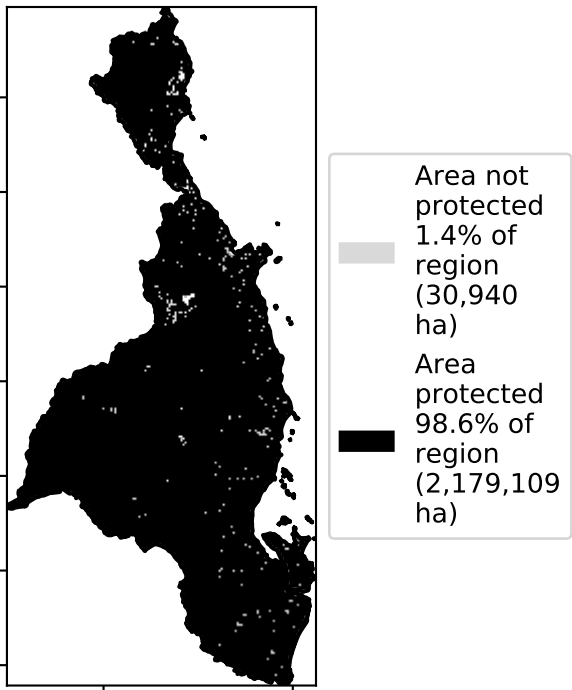 Area not
protected
1.4% of
region
(30,940
ha)
Area
protected
98.6% of
region
(2,179,109
ha)